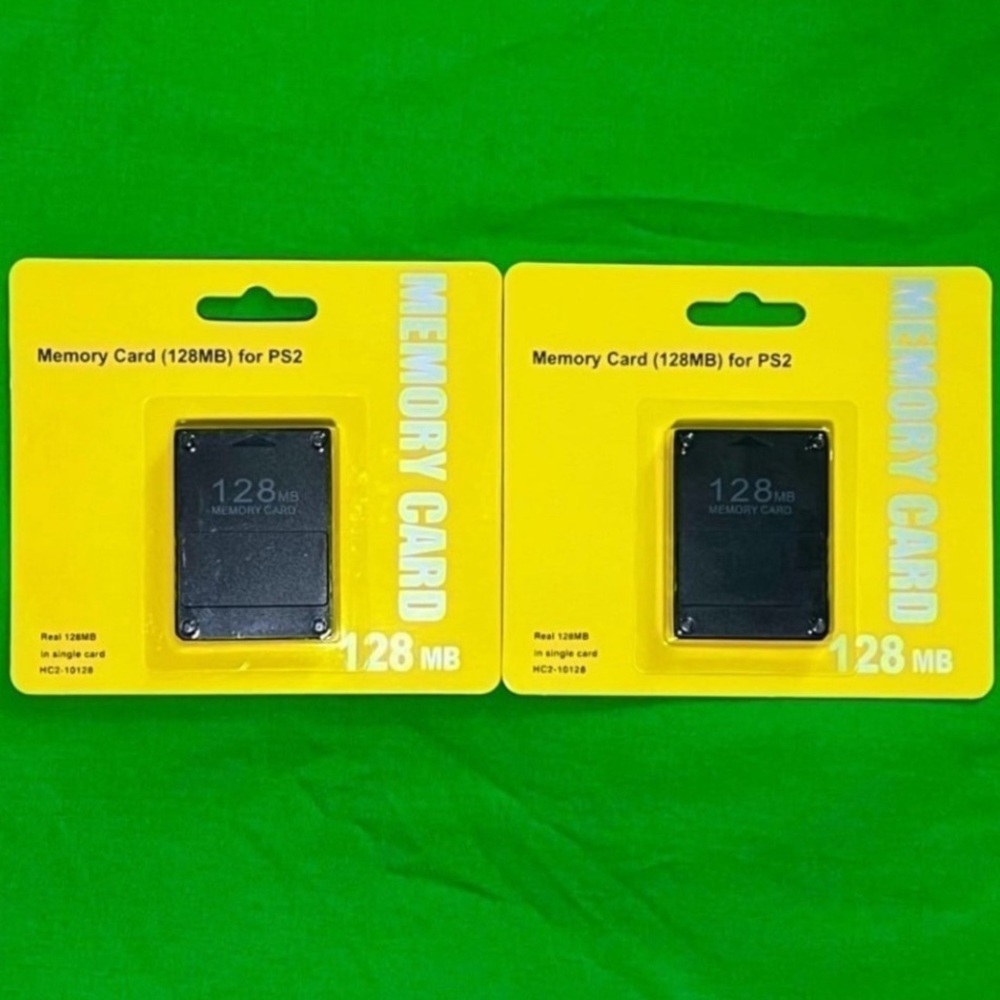 Memory Card (128MB) for PS2
MEMORY CARD
128MB
MEMORY CARD
Real 128MB
in single card
HC2-10128
128 MB
Memory Card (128MB) for PS2
MEMORY CARD
128MB
MEMORY CARD
Real 128MB
in single card
HC2-10128
128 MB